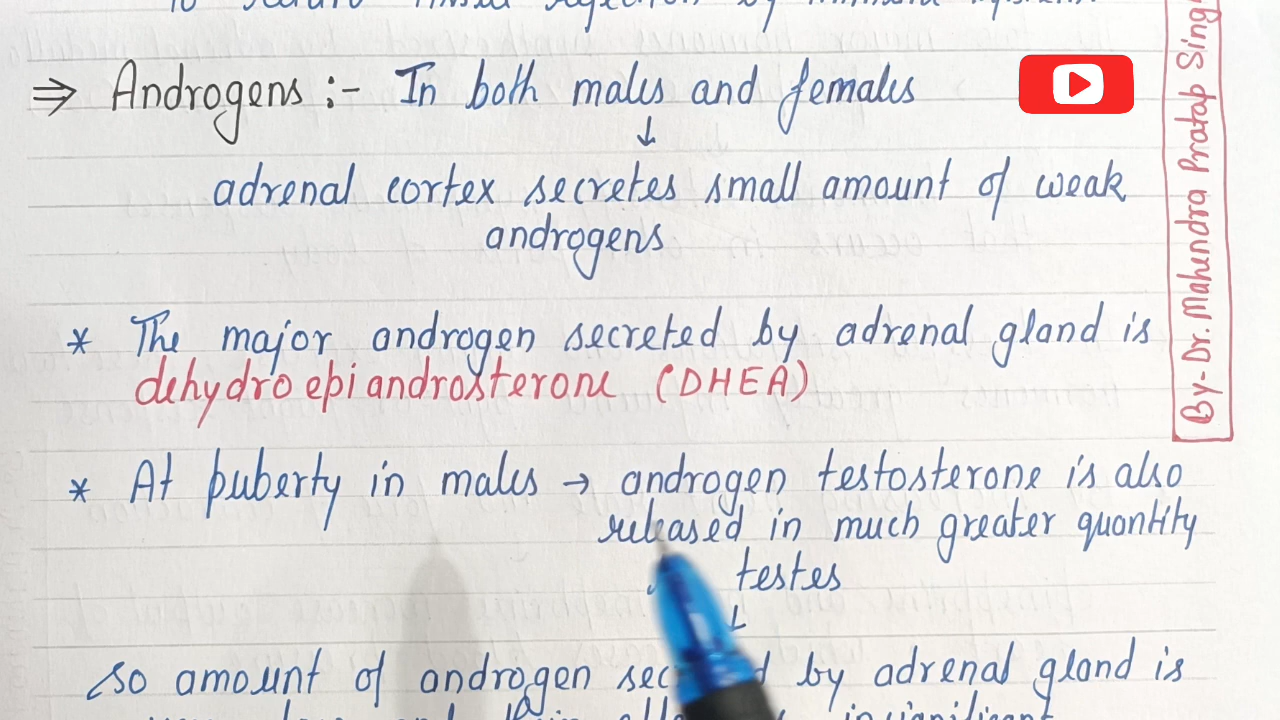 ⇒ Androgens :- In both males and females
↓
adrenal cortex secretes small amount of weak
androgens
* The major androgen secreted by adrenal gland is
dehydroepiandrosterone (DHEA)
* At puberty in males → androgen testosterone is also
released in much greater quantity
testes
↓
so amount of androgen by adrenal gland is
insignificant
By- Dr. Mahendra Pratap Sing